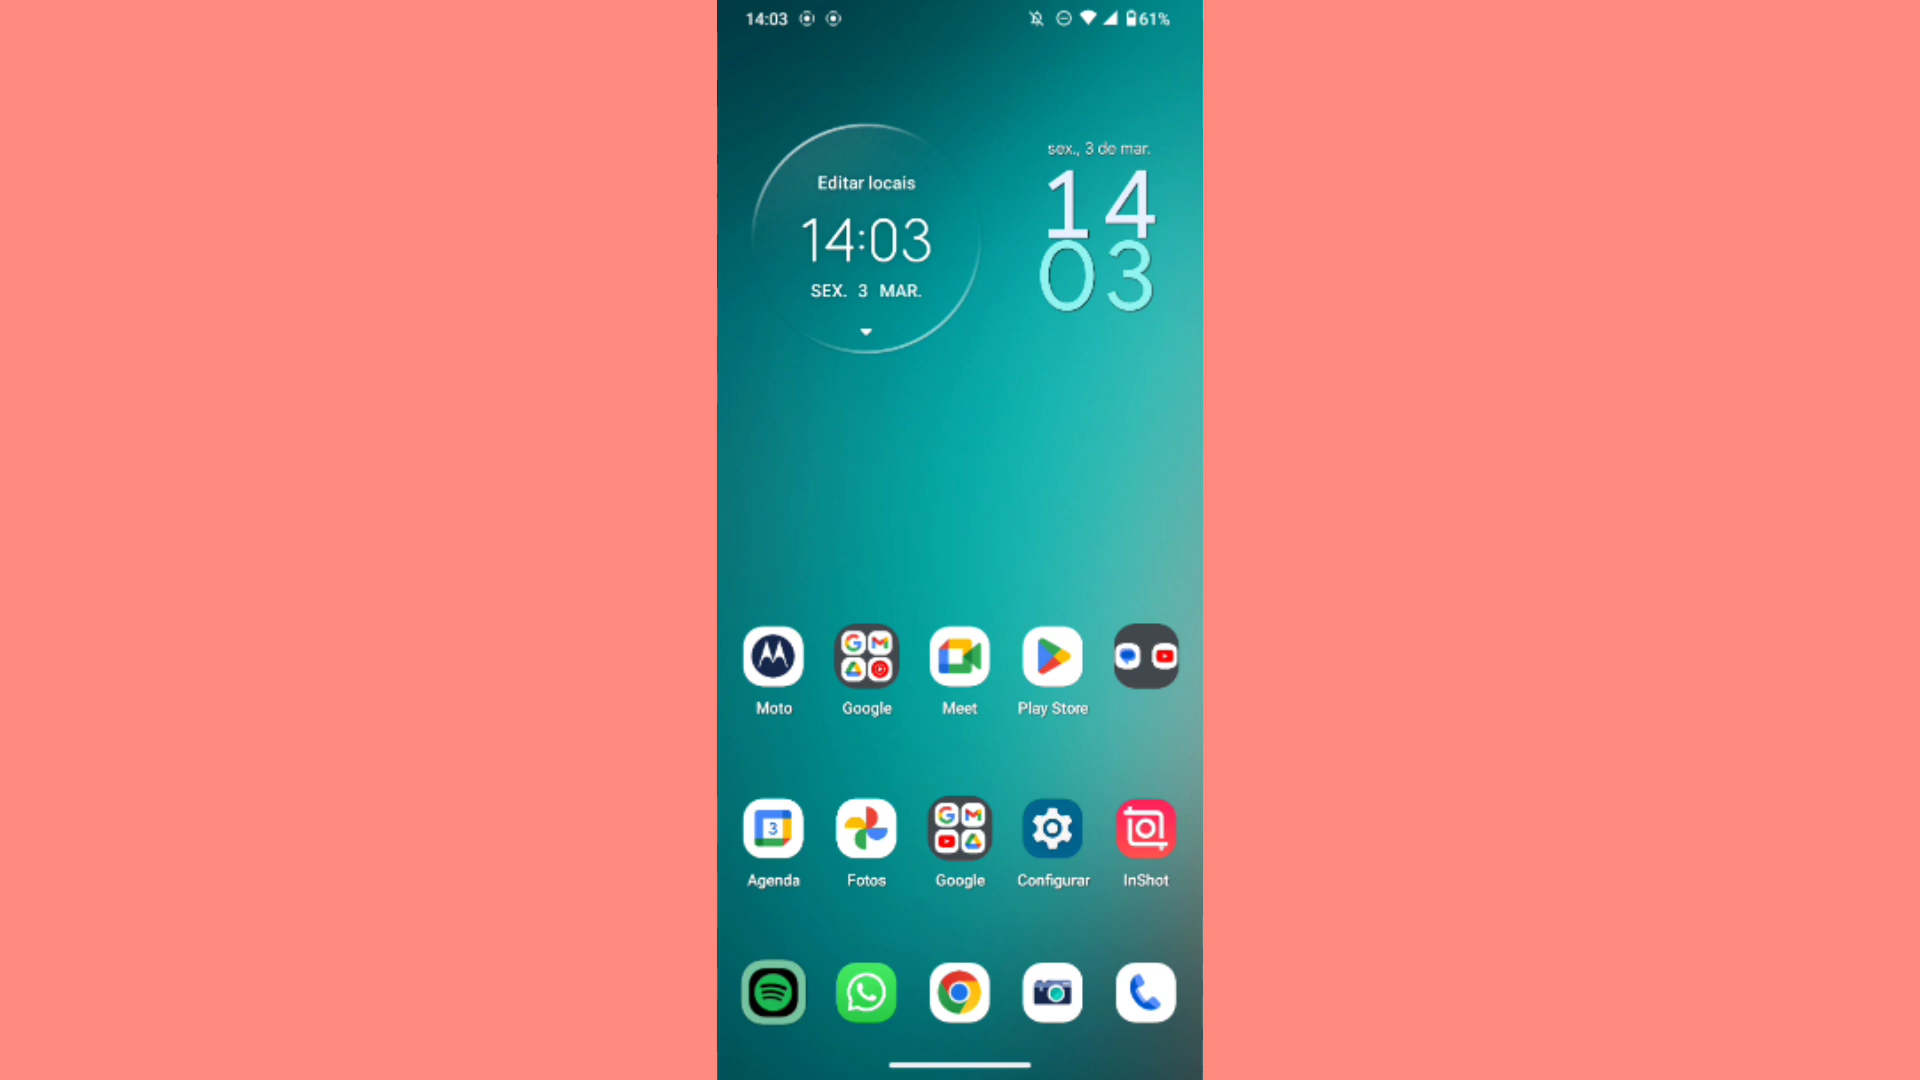 14:03
61%
Editar locais
14:03
SEX. 3 MAR.
sex., 3 de mar.
14
03
Moto
Google
Meet
Play Store
3
Agenda
Fotos
Google
Configurar
InShot